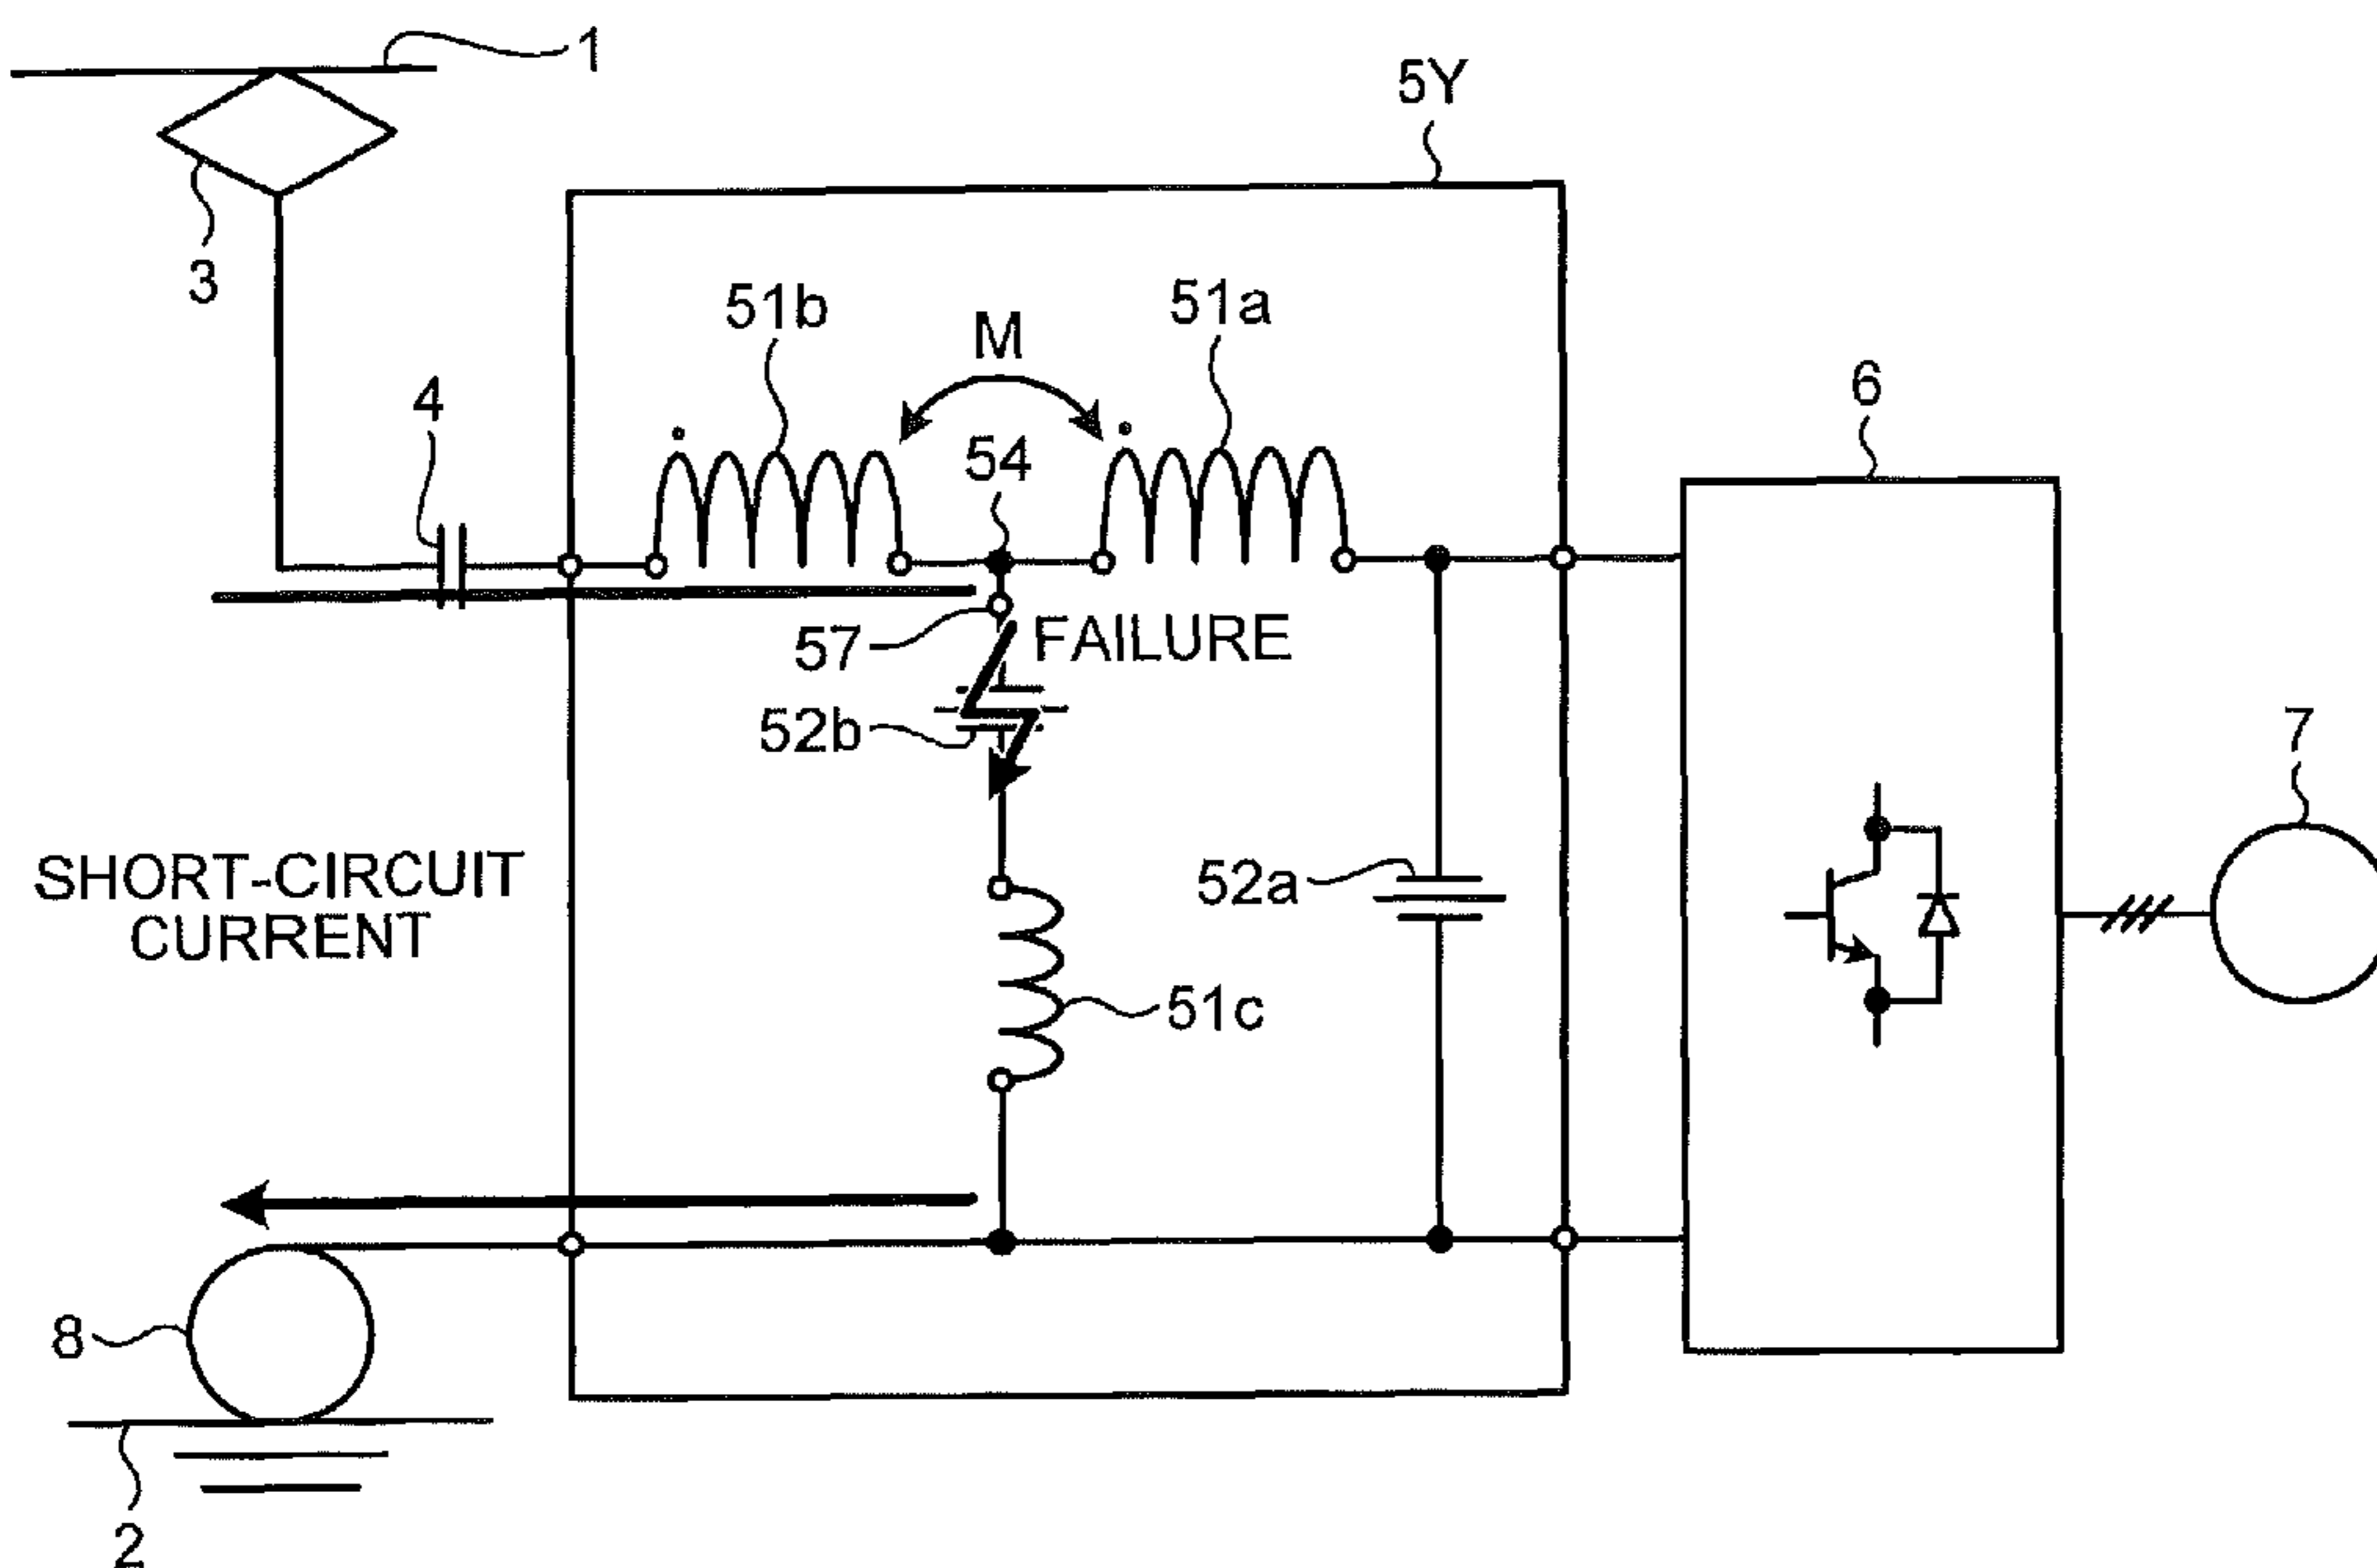 1
5Y
3
51b
M
51a
4
54
6
57
FAILURE
52b
7
SHORT-CIRCUIT
CURRENT
52a
51c
8
2